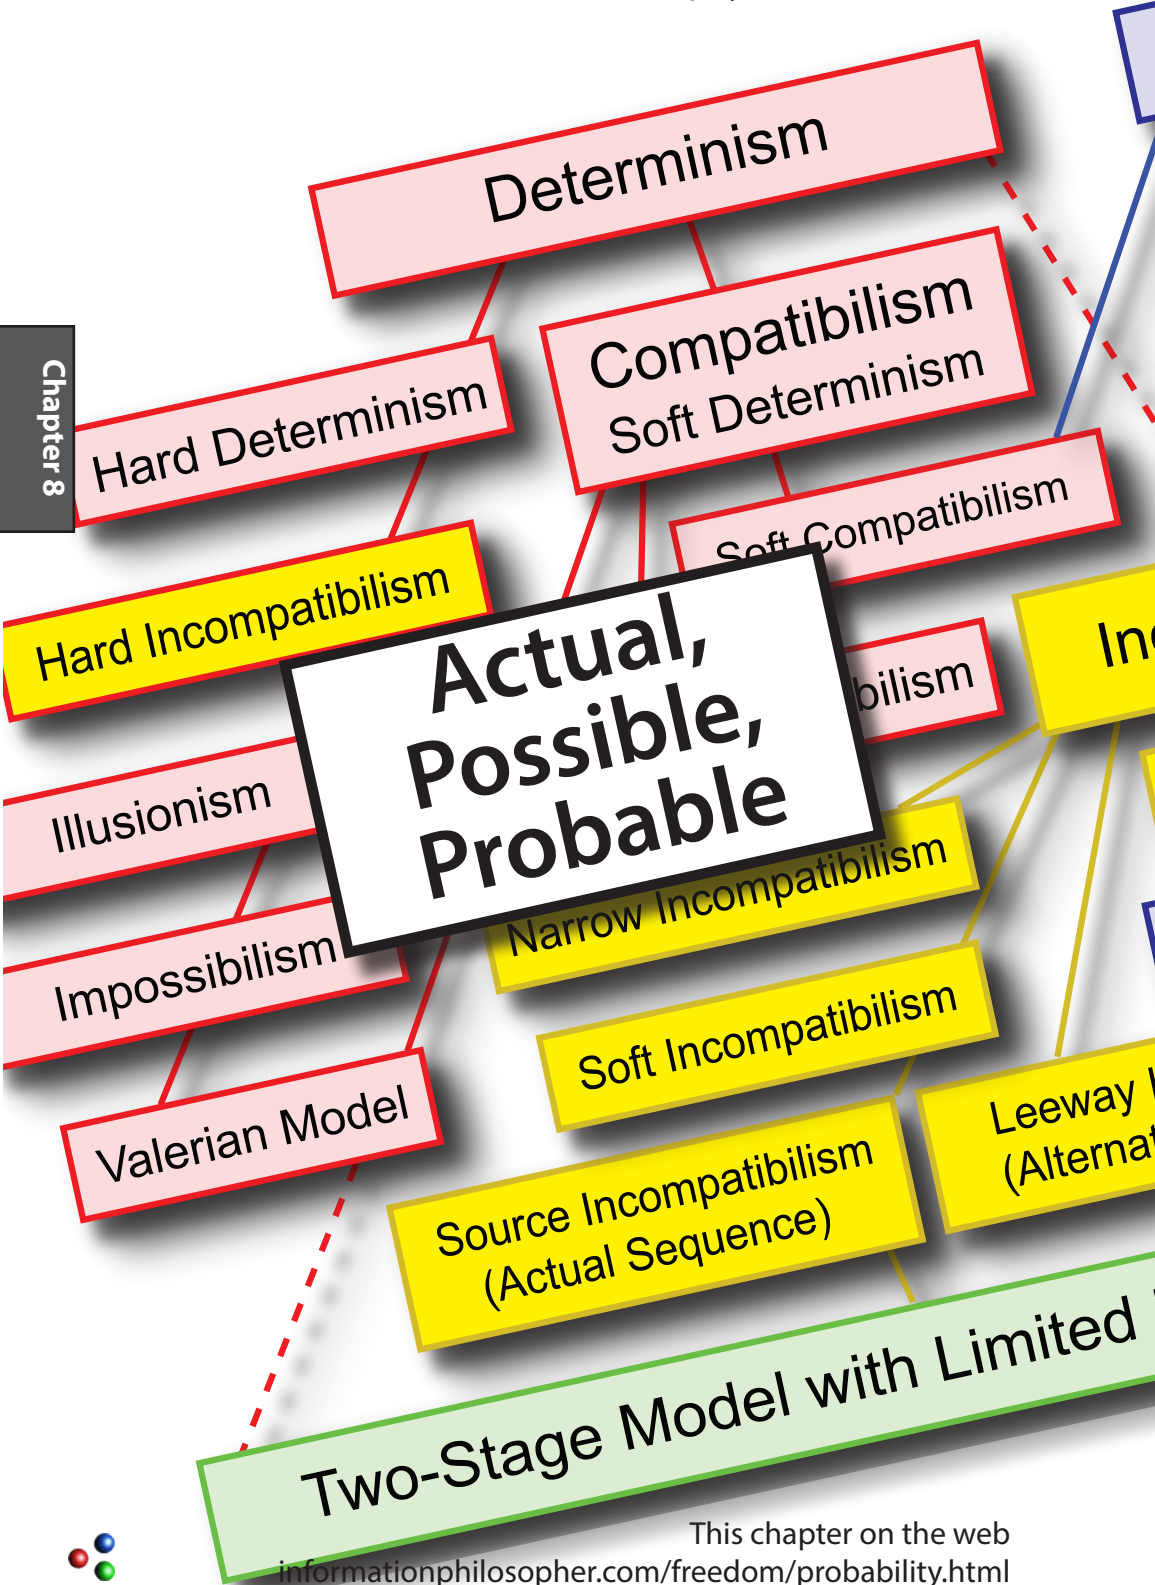 Determinism
Compatibilism
Soft Determinism
Hard Determinism
Chapter 8
Soft Compatibilism
Hard Incompatibilism
Actual,
Possible,
Probable
bilism
Illusionism
Narrow Incompatibilism
Impossibilism
Soft Incompatibilism
Leeway
Valerian Model
Source Incompatibilism
(Actual Sequence)
Two-Stage Model with Limited
This chapter on the web
informationphilosopher.com/freedom/probability.html